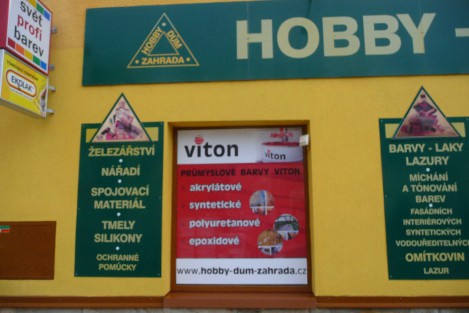 svět
profi
barev
EKOLAK
HOBBY
DUM
ZAHRADA
HOBBY -
ŽELEZÁŘSTVÍ
NÁŘADÍ
SPOJOVACÍ
MATERIÁL
TMELY
SILIKONY
OCHRANNÉ
POMŮCKY
viton
viton
PRŮMYSLOVÉ BARVY VITON
akrylátové
syntetické
polyuretanové
epoxidové
www.hobby-dum-zahrada.cz
BARVY - LAKY
LAZURY
MÍCHÁNÍ
A TÓNOVÁNÍ
BAREV
FASÁDNÍCH
INTERIÉROVÝCH
SYNTETICKÝCH
VODOUŘEDITELNÝCH
OMÍTKOVIN
LAZUR